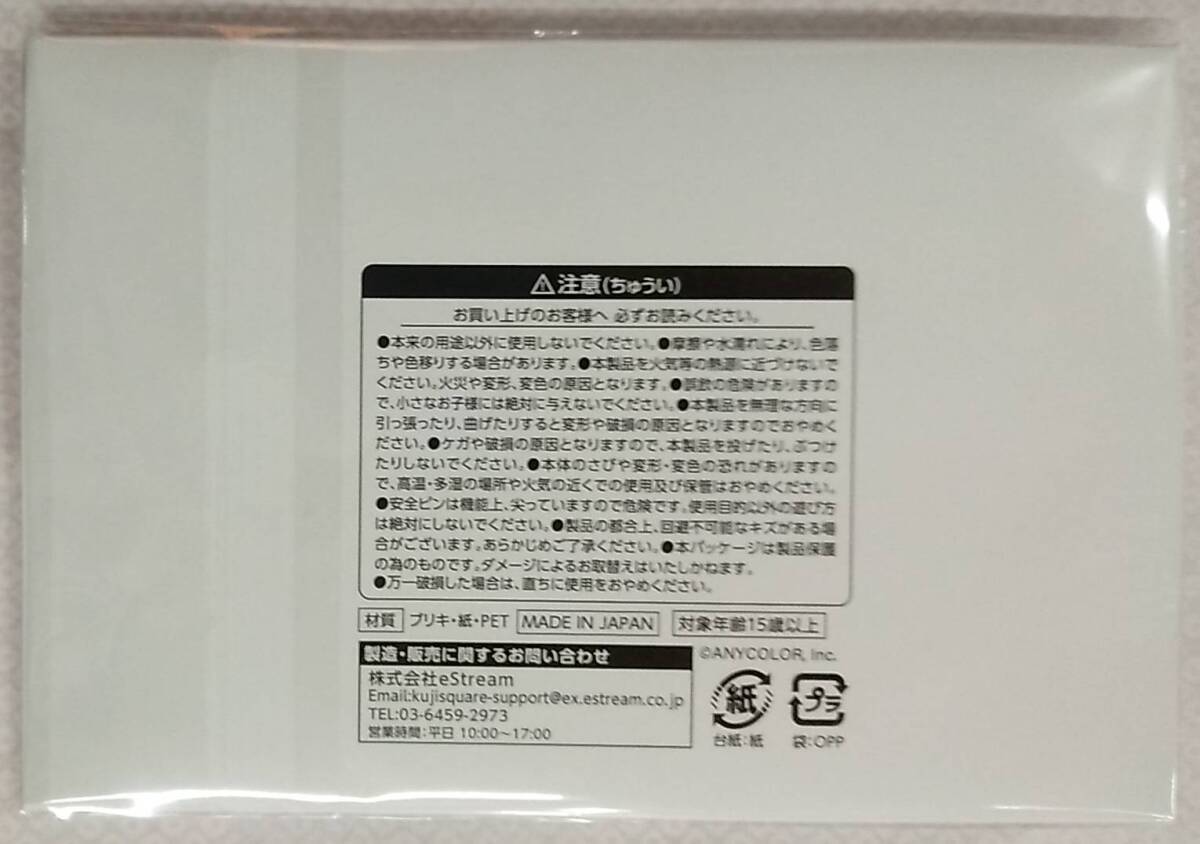 ⚠注意(ちゅうい)
お買い上げのお客様へ 必ずお読みください。
●本来の用途以外に使用しないでください。●摩擦や水濡れにより、色落
ちや色移りする場合があります。●本製品を火気等の熱源に近づけないで
ください。火災や変形、変色の原因となります。●誤飲の危険がありますの
で、小さなお子様には絶対に与えないでください。●本製品を無理な方向に
引っ張ったり、曲げたりすると変形や破損の原因となりますのでおやめく
ださい。●ケガや破損の原因となりますので、本製品を投げたり、ぶつけ
たりしないでください。●本体のさびや変形・変色の恐れがありますの
で、高温・多湿の場所や火気の近くでの使用及び保管はおやめください。
●安全ピンは機能上、尖っていますので危険です。使用目的以外の遊び方
は絶対にしないでください。●製品の都合上、回避不可能なキズがある場
合がございます。あらかじめご了承ください。●本パッケージは製品保護
の為のものです。ダメージによるお取替えはいたしかねます。
●万一破損した場合は、直ちに使用をおやめください。
材質 ブリキ・紙・PET MADE IN JAPAN 対象年齢15歳以上
製造・販売に関するお問い合わせ
株式会社eStream
Email:kujisquare-support@ex.estream.co.jp
TEL:03-6459-2973
営業時間:平日 10:00～17:00
©ANYCOLOR, Inc.
紙 プラ
台紙:紙 袋:OPP